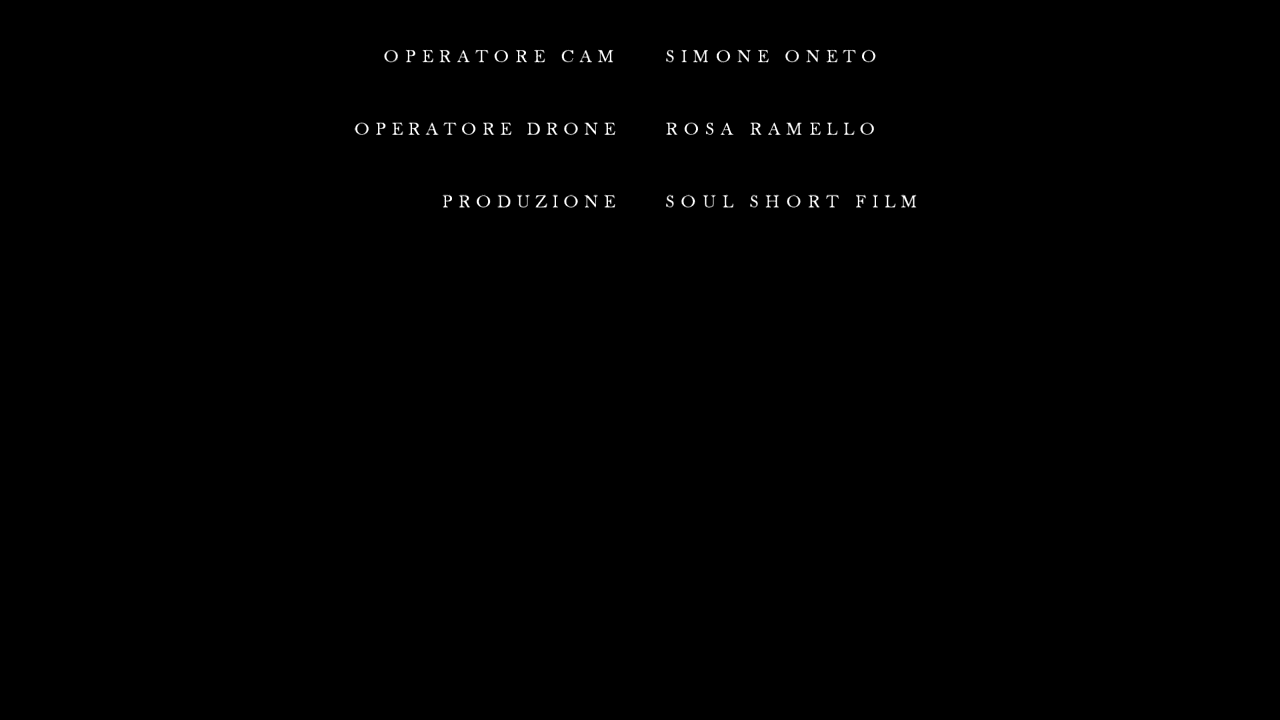 OPERATORE CAM SIMONE ONETO
OPERATORE DRONE ROSA RAMELLO
PRODUZIONE SOUL SHORT FILM